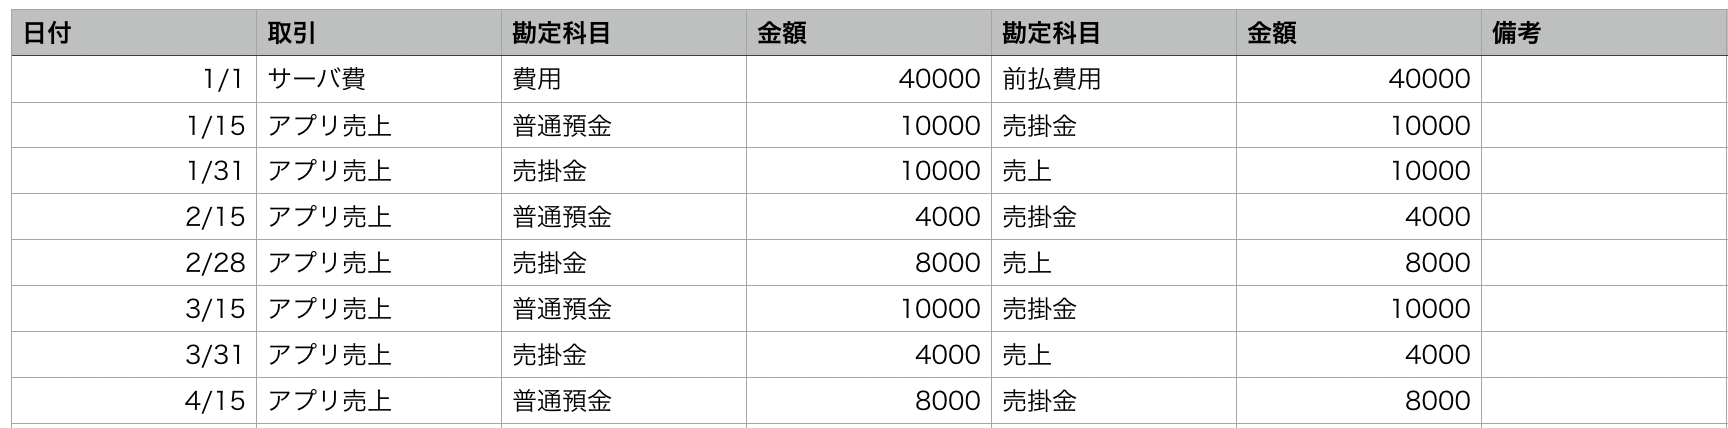 日付 取引 勘定科目 金額 勘定科目 金額 備考
1/1 サーバ費 費用 40000 前払費用 40000
1/15 アプリ売上 普通預金 10000 売掛金 10000
1/31 アプリ売上 売掛金 10000 売上 10000
2/15 アプリ売上 普通預金 4000 売掛金 4000
2/28 アプリ売上 売掛金 8000 売上 8000
3/15 アプリ売上 普通預金 10000 売掛金 10000
3/31 アプリ売上 売掛金 4000 売上 4000
4/15 アプリ売上 普通預金 8000 売掛金 8000